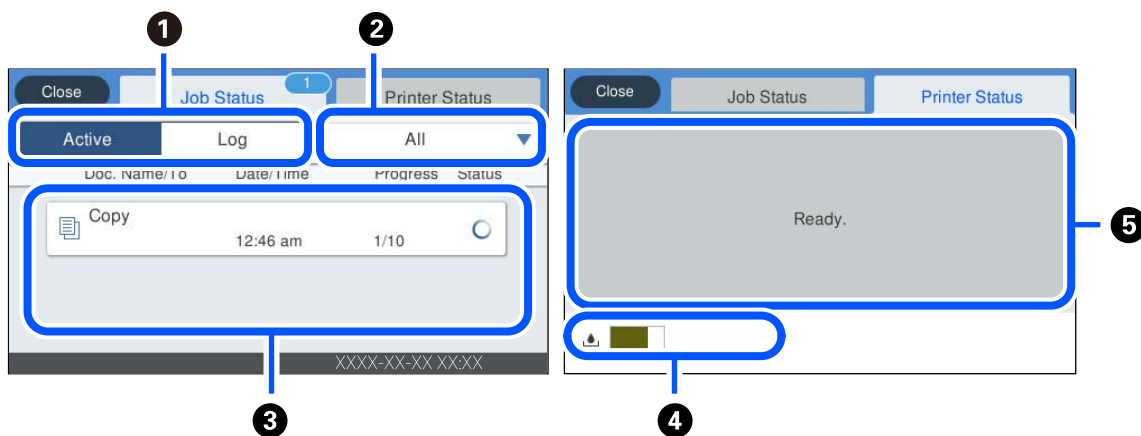 1 2
Close Job Status 1 Printer Status
Active Log All
Doc. Name/To Date/Time Progress Status
Copy
12:46 am 1/10
XXXX-XX-XX XX:XX
3
Close Job Status Printer Status
Ready.
5
4